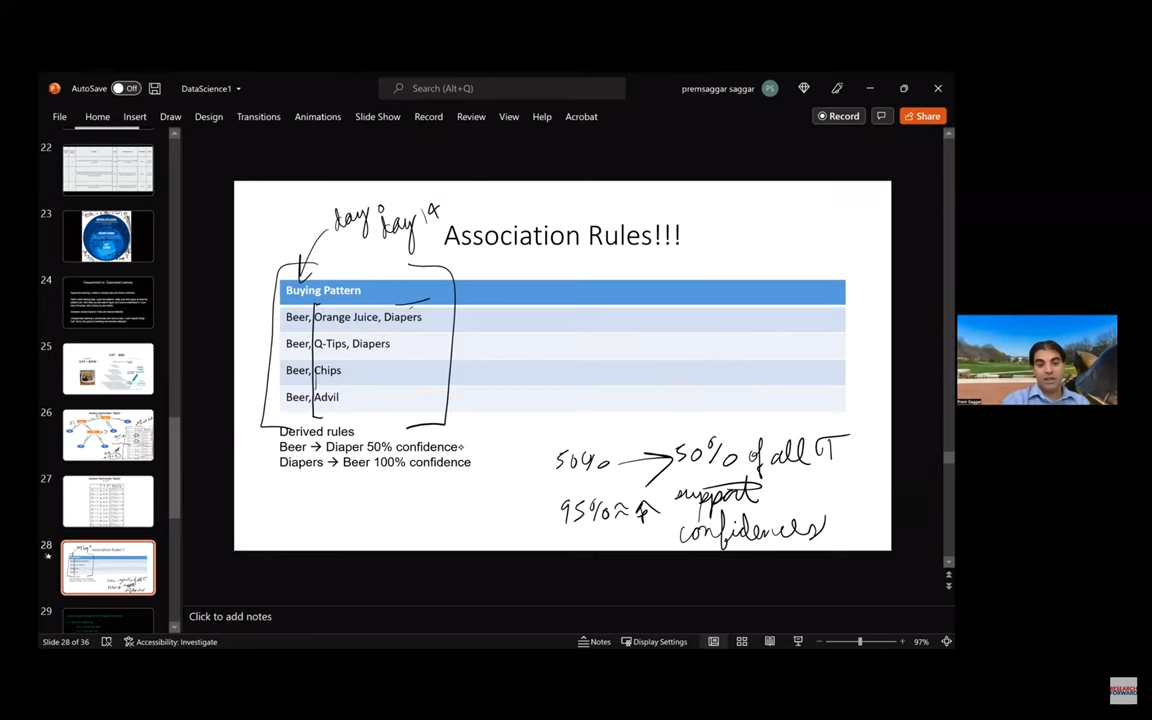 AutoSave Off DataScience1
Search (Alt+Q)
premsaggar saggar PS
File Home Insert Draw Design Transitions Animations Slide Show Record Review View Help Acrobat
Record Share
22
23
24
25
26
27
28
29
day 0
day 14
Association Rules!!!
Buying Pattern
Beer, Orange Juice, Diapers
Beer, Q-Tips, Diapers
Beer, Chips
Beer, Advil
Derived rules
Beer → Diaper 50% confidence
Diapers → Beer 100% confidence
50% → 50% of all T
95% ≈ support
confidences
Click to add notes
Slide 28 of 36 Accessibility: Investigate Notes Display Settings 97%
Prem Saggar
RESEARCH
FORWARD